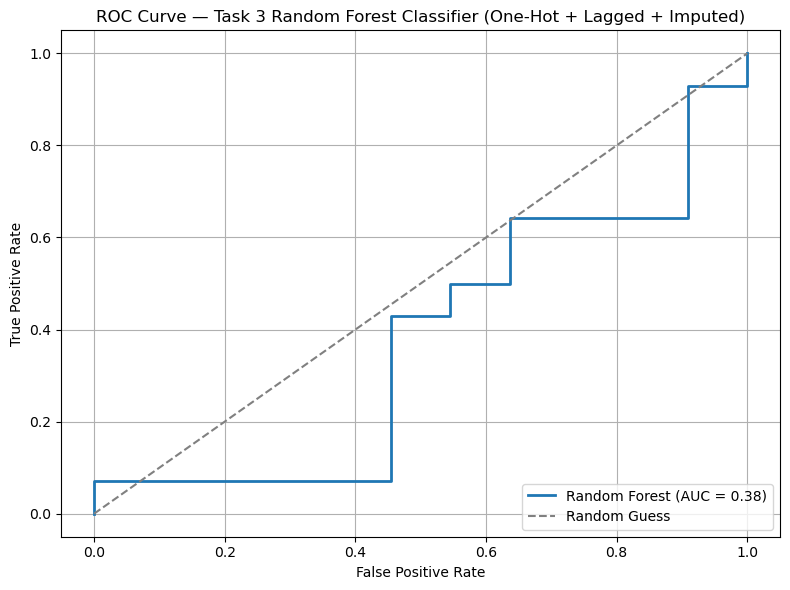 ROC Curve — Task 3 Random Forest Classifier (One-Hot + Lagged + Imputed)
True Positive Rate
1.0
0.8
0.6
0.4
0.2
0.0
Random Forest (AUC = 0.38)
Random Guess
0.0 0.2 0.4 0.6 0.8 1.0
False Positive Rate